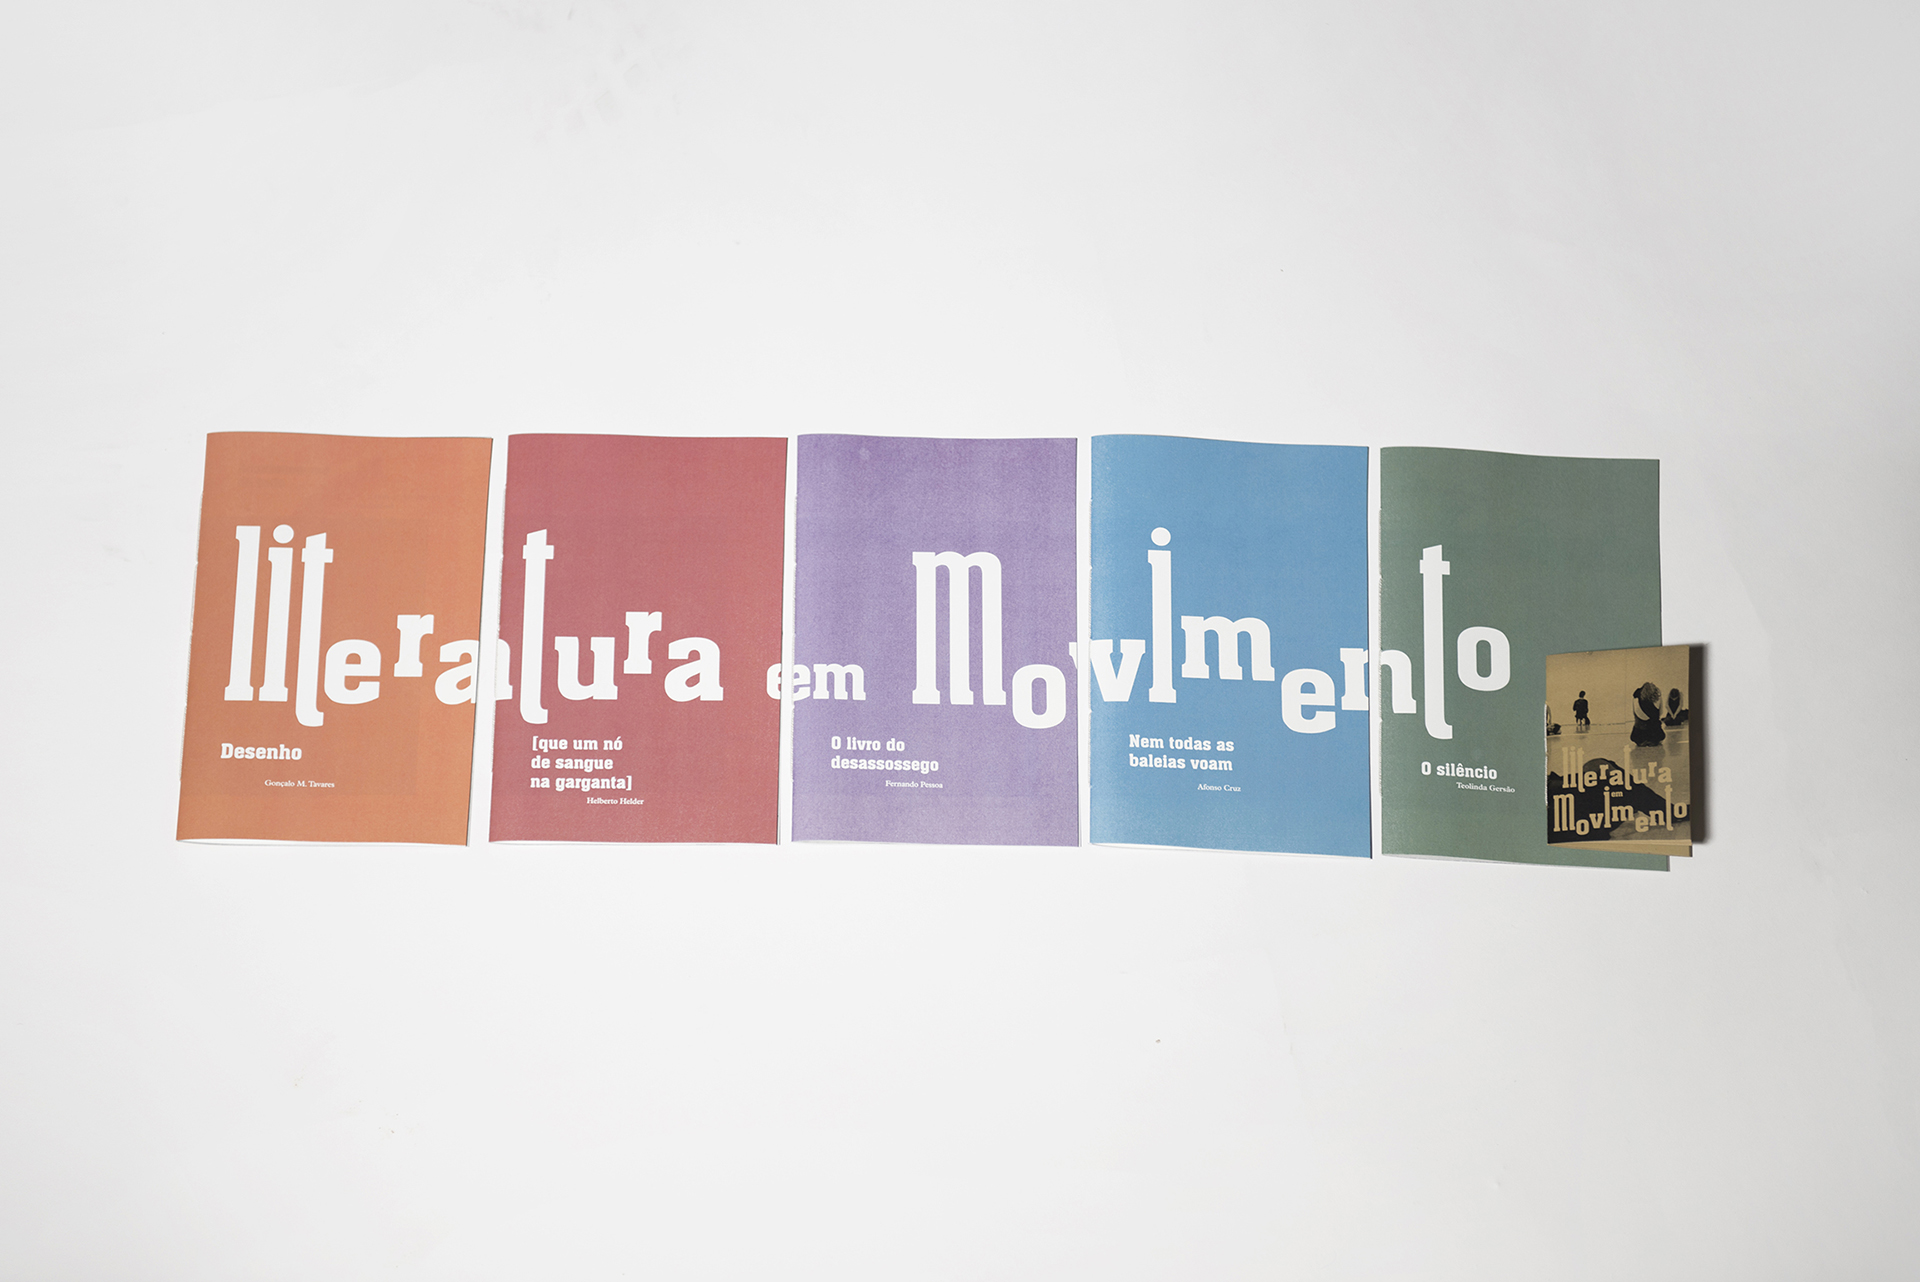 literatura em Movimento
Desenho
Gonçalo M. Tavares
[que um nó
de sangue
na garganta]
Helberto Helder
O livro do
desassossego
Fernando Pessoa
Nem todas as
baleias voam
Afonso Cruz
O silêncio
Teolinda Gersão
literatura
em
Movimento